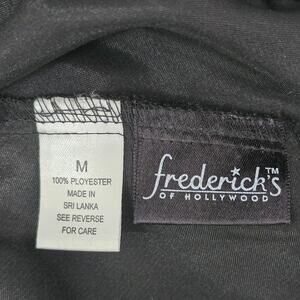 M
100% PLOYESTER
MADE IN
SRI LANKA
SEE REVERSE
FOR CARE
frederick's™
OF HOLLYWOOD